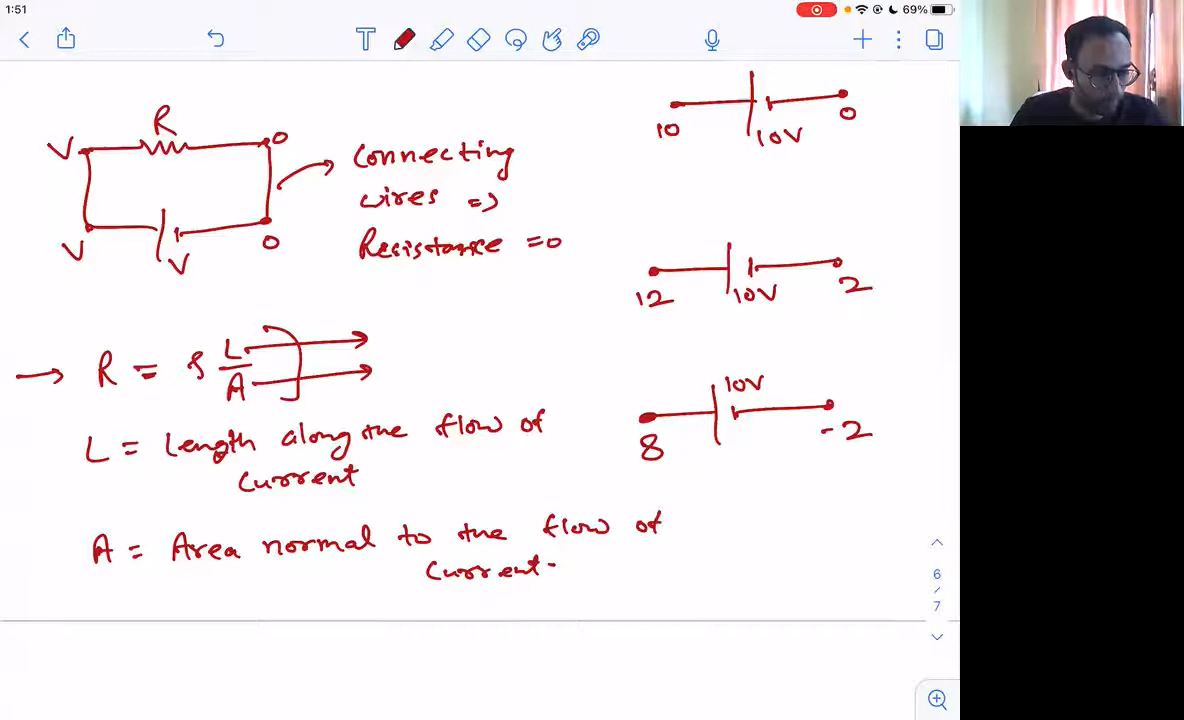 1:51
69%
T
R
V
0
V
0
V
Connecting
wires =>
Resistance =0
10
10V
0
12
10V
2
10V
8
-2
→ R = ρ L/A
L = Length along the flow of
current
A = Area normal to the flow of
current.
6
/
7